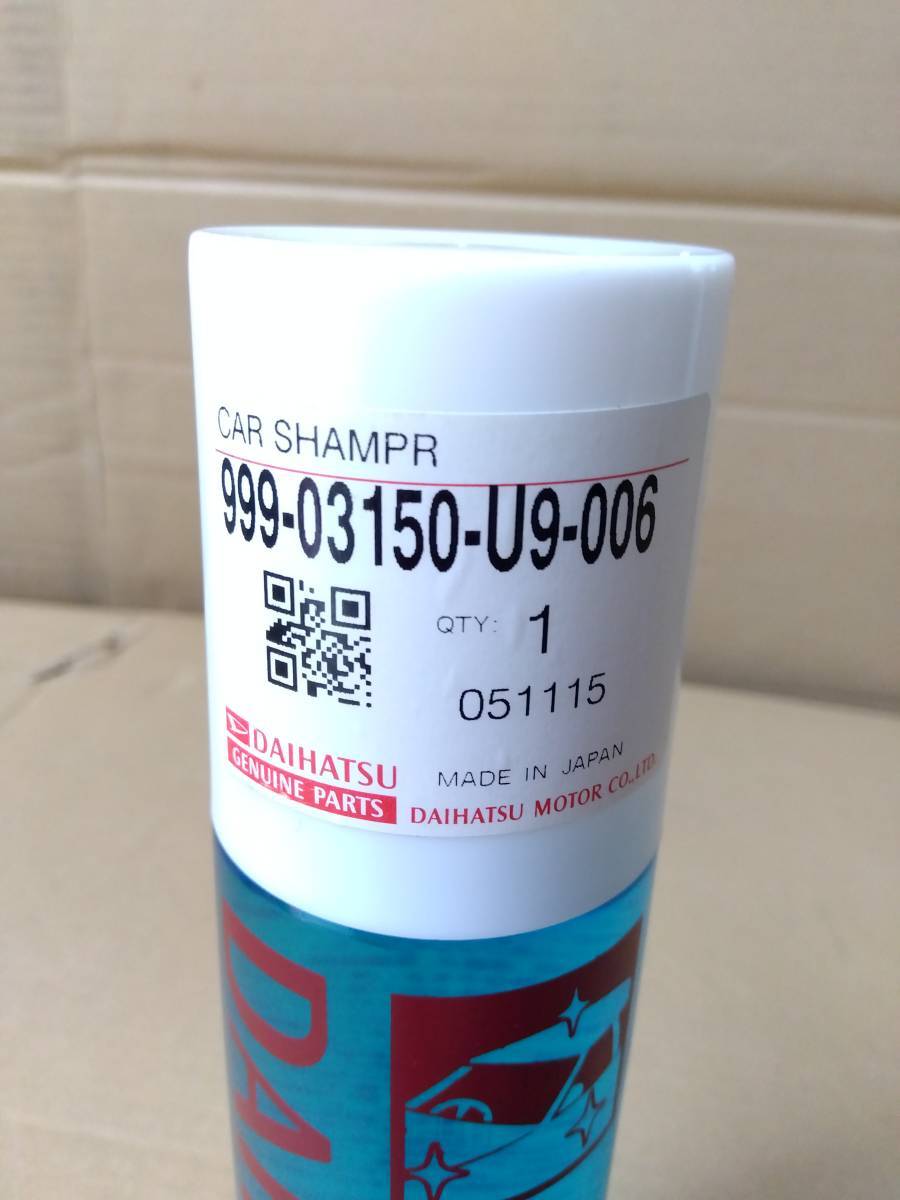 CAR SHAMPR
999-03150-U9-006
QTY: 1
051115
DAIHATSU
GENUINE PARTS
MADE IN JAPAN
DAIHATSU MOTOR CO.,LTD.
DAI